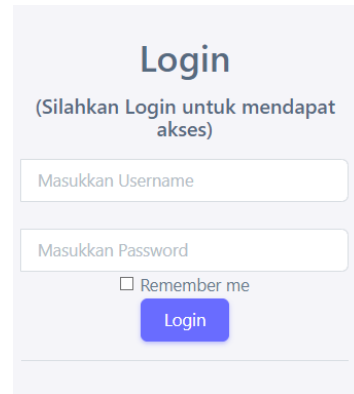 Login
(Silahkan Login untuk mendapat
akses)
Masukkan Username
Masukkan Password
Remember me
Login